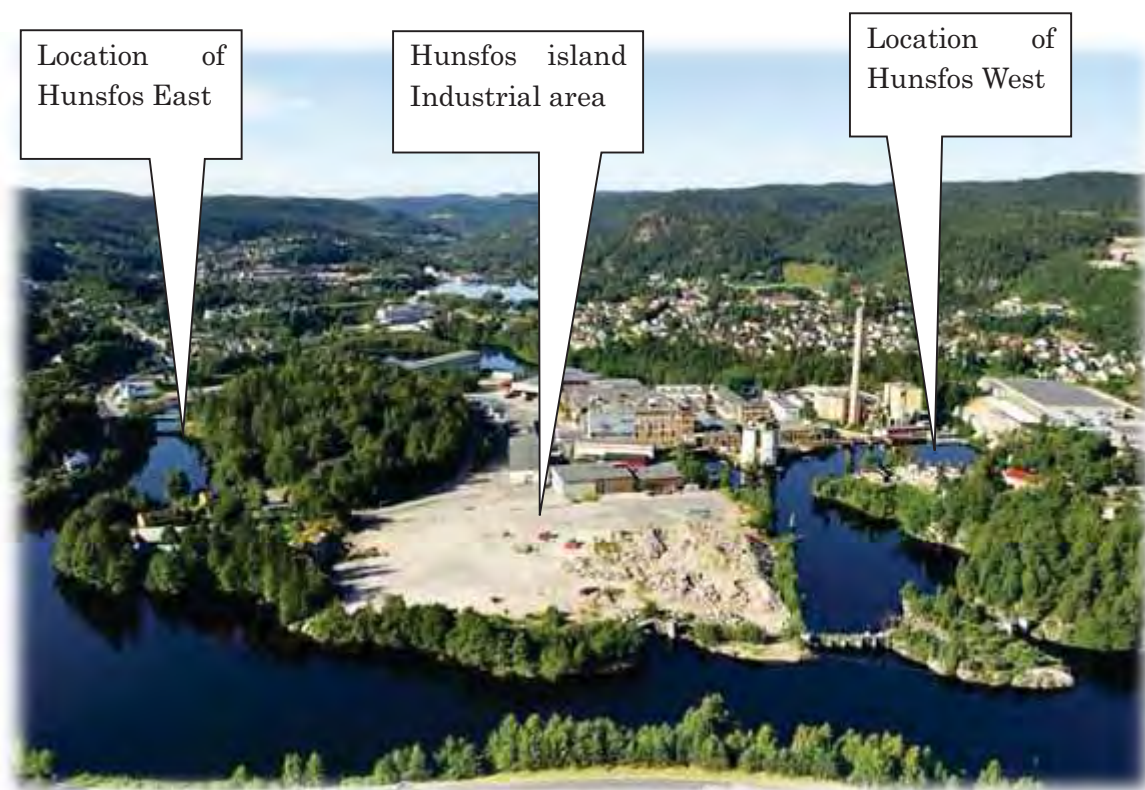 Location of
Hunsfos East
Hunsfos island
Industrial area
Location of
Hunsfos West